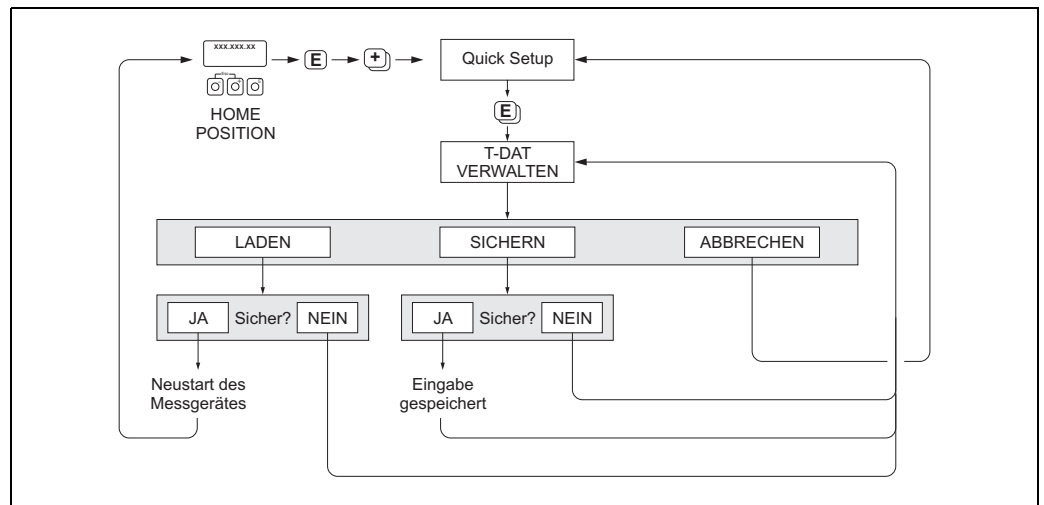 xxx.xxx.xx
E
+
Quick Setup
HOME
POSITION
E
T-DAT
VERWALTEN
LADEN
SICHERN
ABBRECHEN
JA Sicher? NEIN
JA Sicher? NEIN
Neustart des
Messgerätes
Eingabe
gespeichert